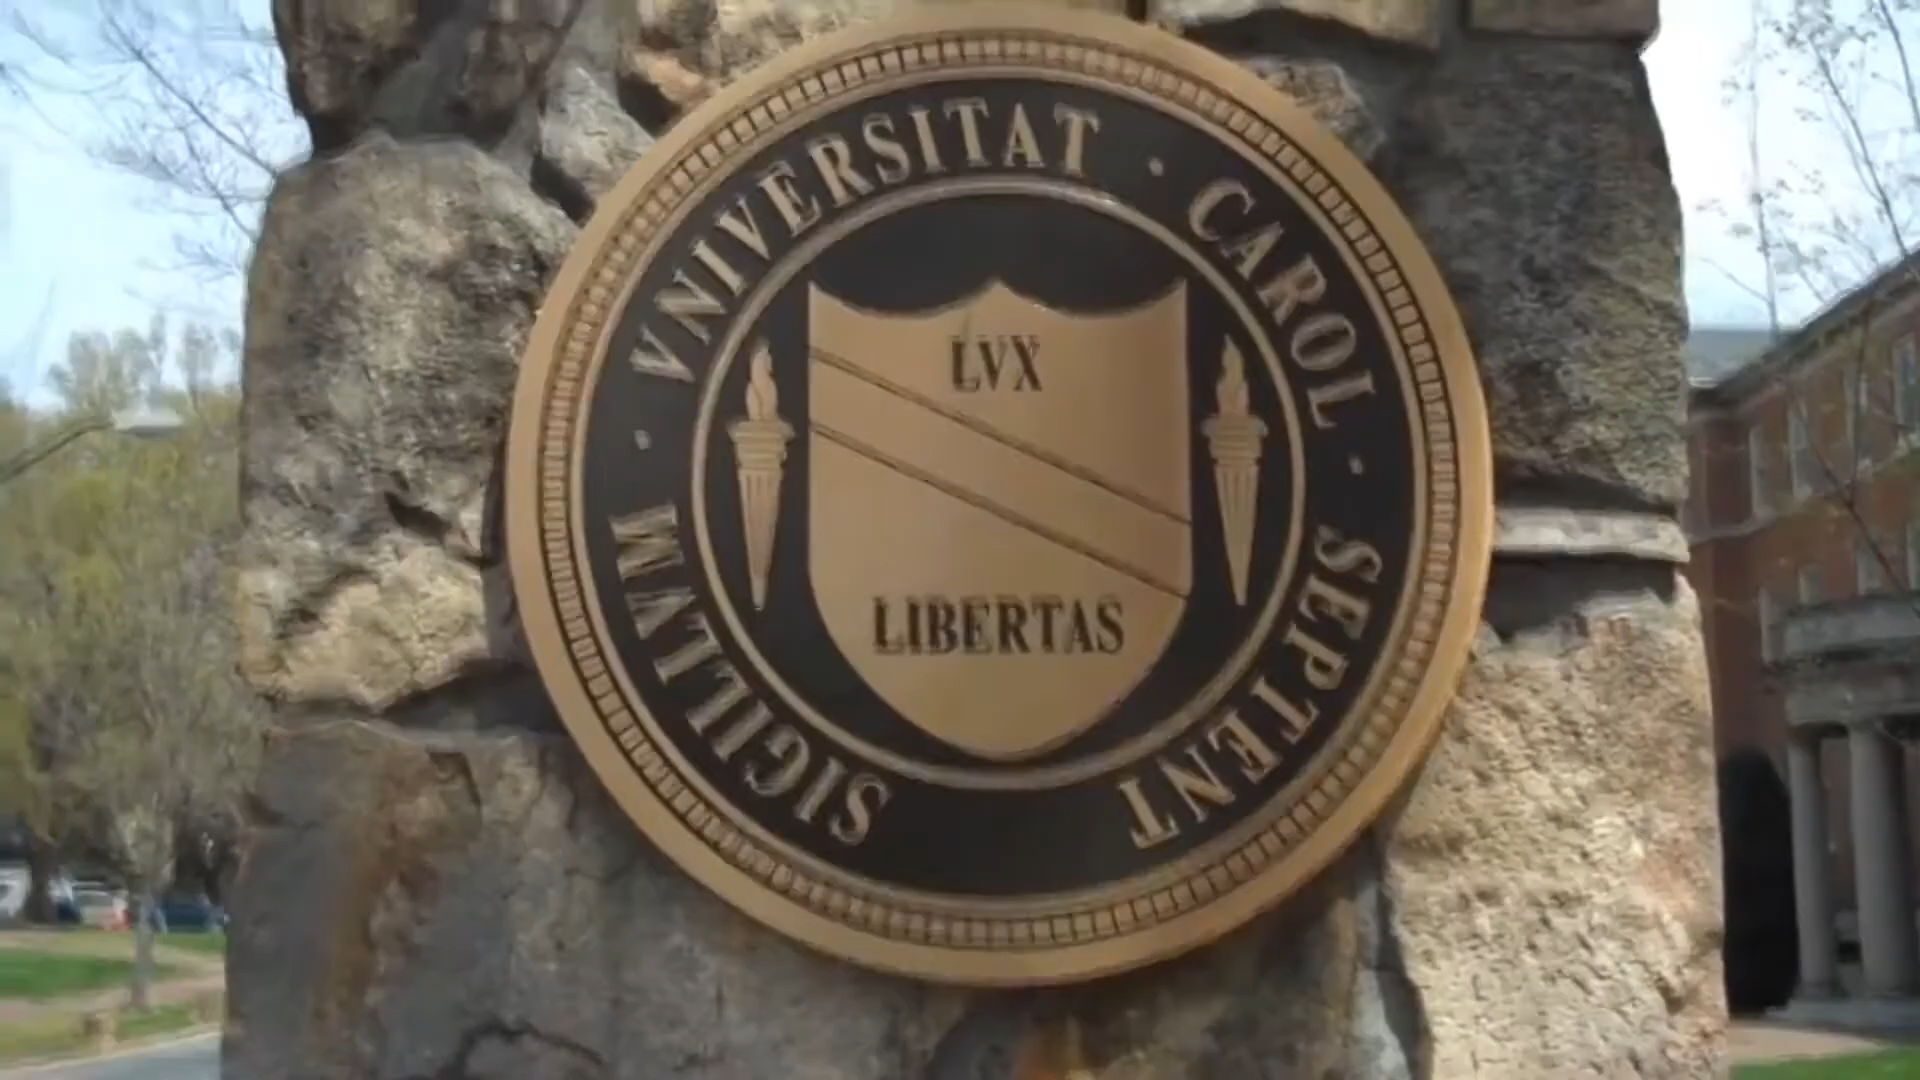 SIGILLVM · VNIVERSITAT · CAROL · SEPTENT
LVX
LIBERTAS